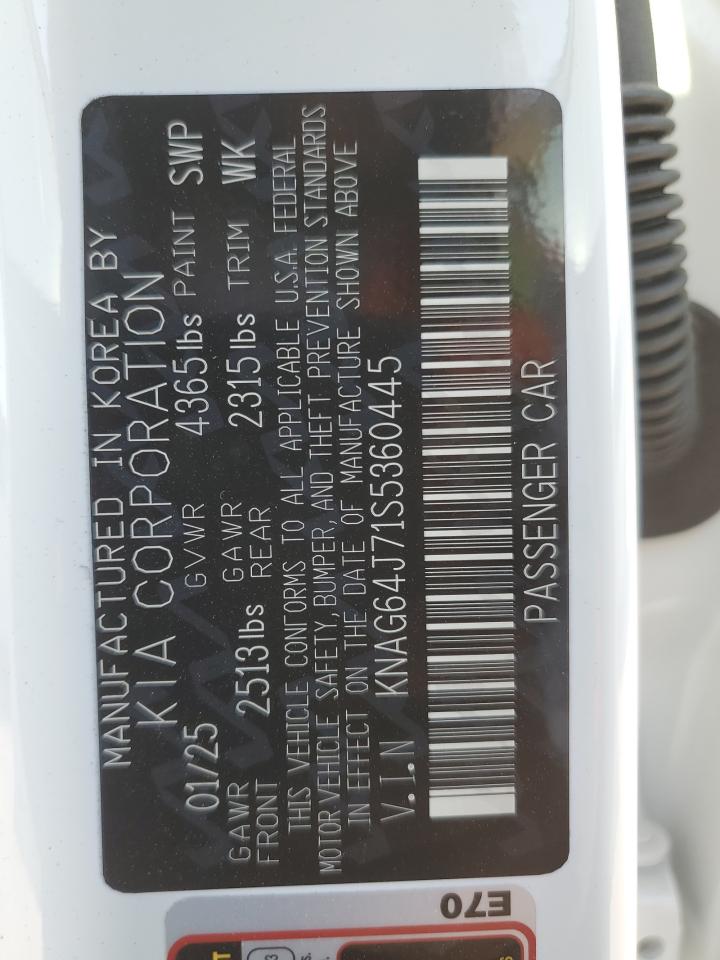 MANUFACTURED IN KOREA BY
KIA CORPORATION
01/25 GVWR 4365lbs PAINT SWP
GAWR FRONT 2513lbs GAWR REAR 2315lbs TRIM WK
THIS VEHICLE CONFORMS TO ALL APPLICABLE U.S.A. FEDERAL
MOTOR VEHICLE SAFETY, BUMPER, AND THEFT PREVENTION STANDARDS
IN EFFECT ON THE DATE OF MANUFACTURE SHOWN ABOVE
V.I.N KNAG64J71S5360445
PASSENGER CAR
E70